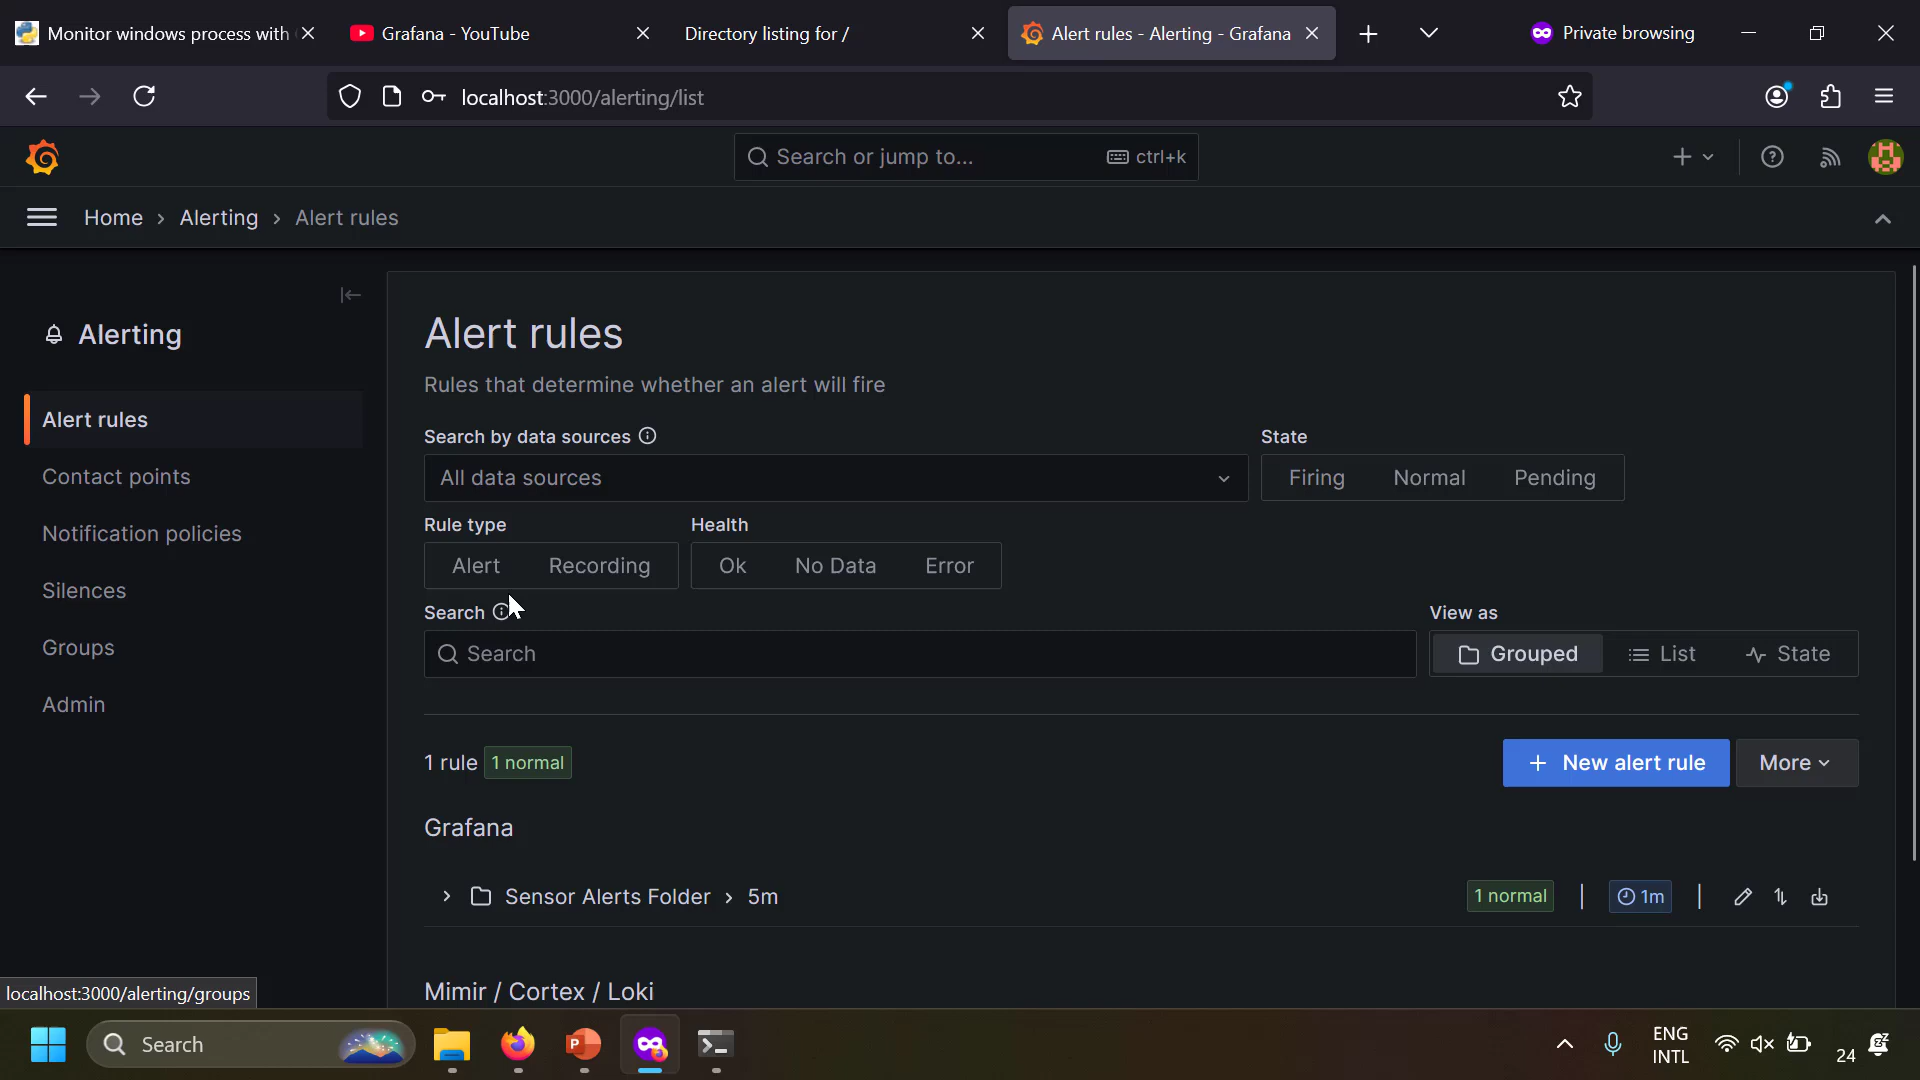 Monitor windows process with
Grafana - YouTube
Directory listing for /
Alert rules - Alerting - Grafana
Private browsing
localhost:3000/alerting/list
Search or jump to...
ctrl+k
Home › Alerting › Alert rules
Alerting
Alert rules
Contact points
Notification policies
Silences
Groups
Admin
Alert rules
Rules that determine whether an alert will fire
Search by data sources
State
All data sources
Firing Normal Pending
Rule type
Health
Alert Recording
Ok No Data Error
Search
View as
Search
Grouped List State
1 rule 1 normal
+ New alert rule
More
Grafana
Sensor Alerts Folder › 5m
1 normal | 1m |
Mimir / Cortex / Loki
localhost:3000/alerting/groups
Search
ENG
INTL
24